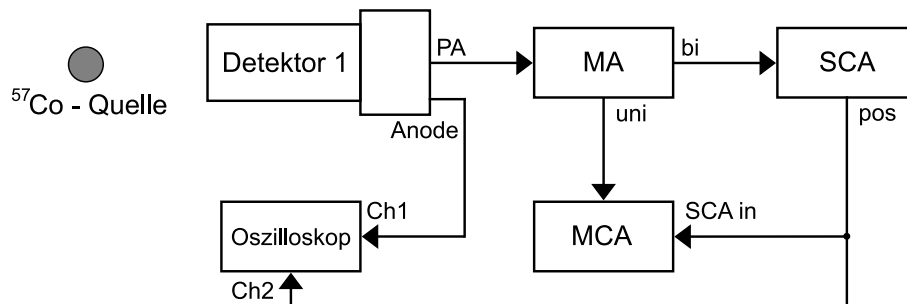 PA
bi
Detektor 1
MA
SCA
⁵⁷Co - Quelle
uni
pos
Anode
Ch1
SCA in
Oszilloskop
MCA
Ch2